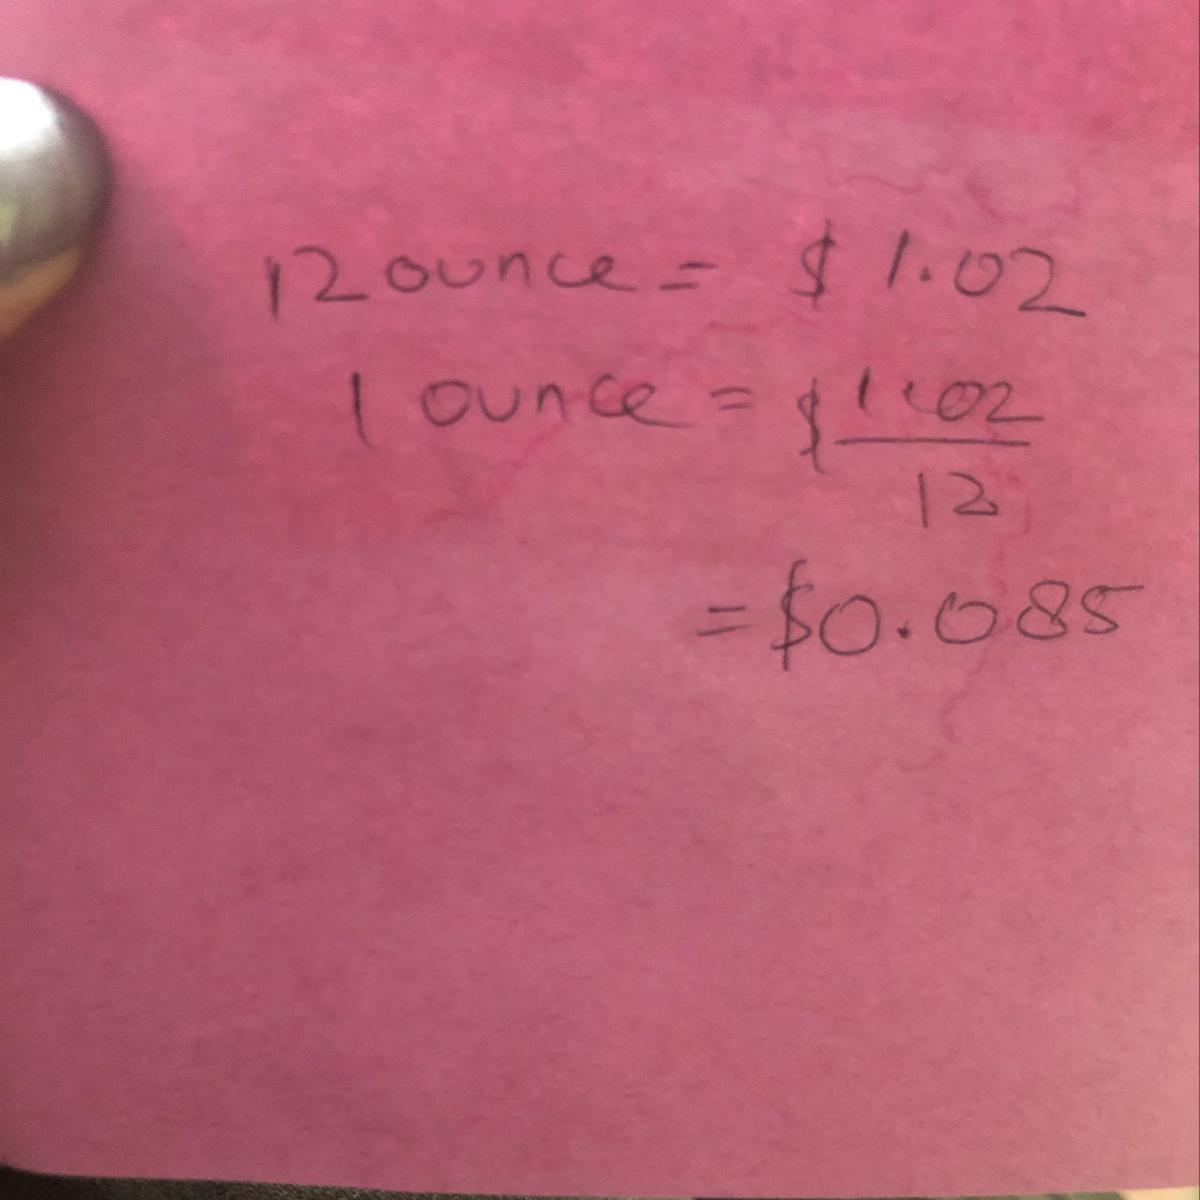 12 ounce = $ 1.02
1 ounce = $ 1.02
12
= $0.085